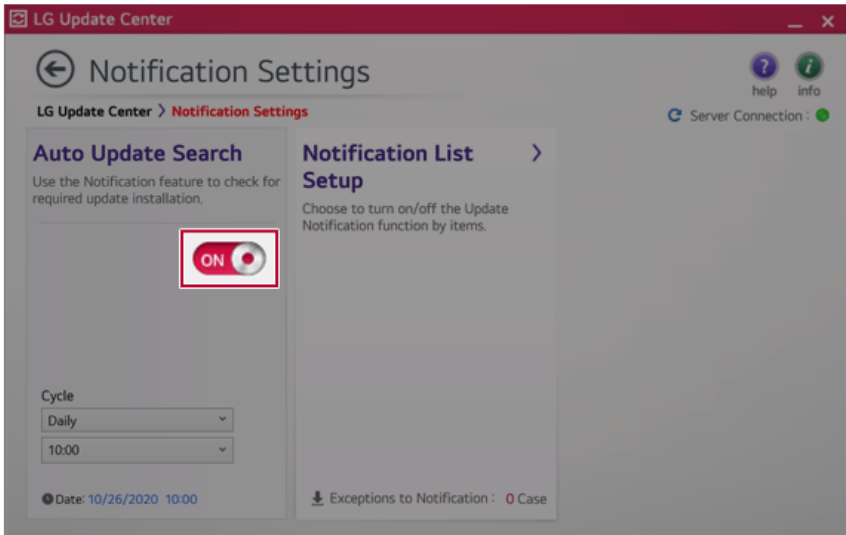 LG Update Center
Notification Settings
help
info
LG Update Center > Notification Settings
Server Connection :
Auto Update Search
Use the Notification feature to check for
required update installation.
ON
Cycle
Daily
10:00
Date: 10/26/2020 10:00
Notification List
Setup
Choose to turn on/off the Update
Notification function by items.
Exceptions to Notification : 0 Case